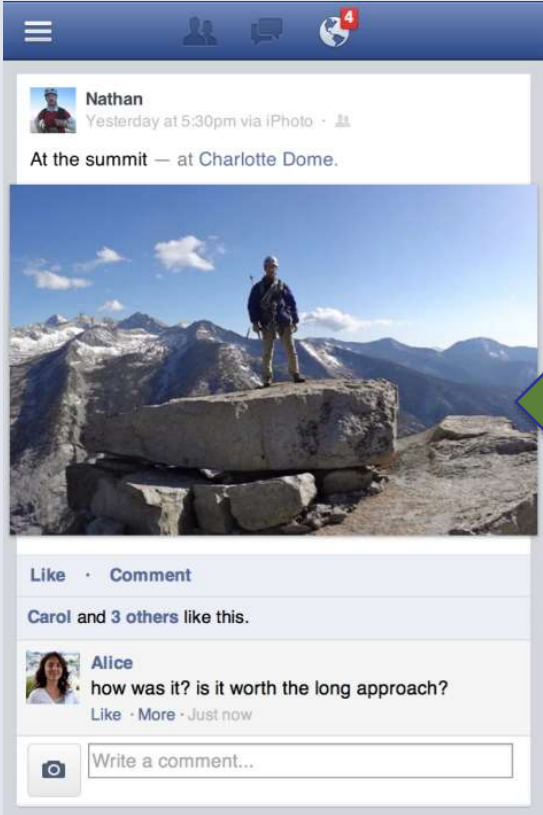 4
Nathan
Yesterday at 5:30pm via iPhoto ·
At the summit — at Charlotte Dome.
Like · Comment
Carol and 3 others like this.
Alice
how was it? is it worth the long approach?
Like · More · Just now
Write a comment...